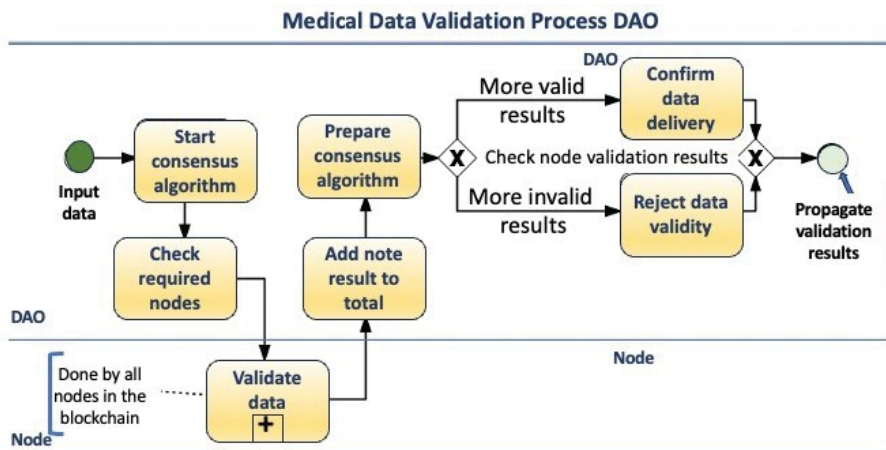 Medical Data Validation Process DAO
DAO
Start
consensus
algorithm
Prepare
consensus
algorithm
More valid
results
Confirm
data
delivery
X
Check node validation results
X
Input
data
More invalid
results
Reject data
validity
Propagate
validation
results
Check
required
nodes
Add note
result to
total
DAO
Node
Done by all
nodes in the
blockchain
Validate
data
+
Node